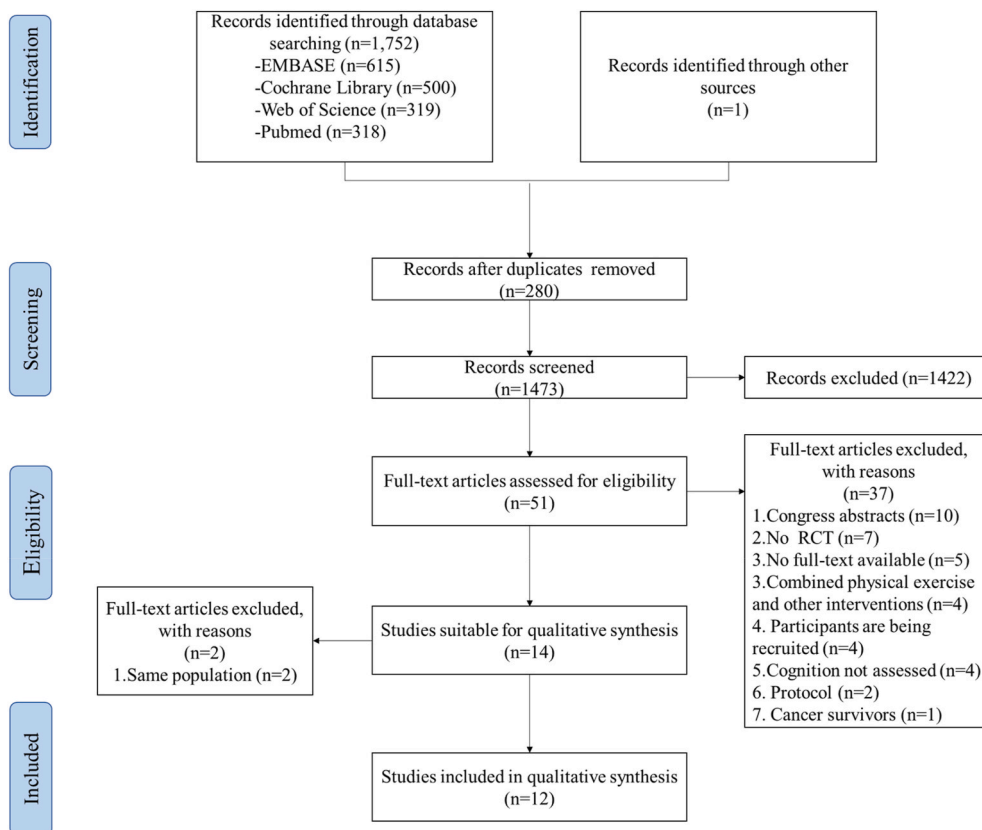 Identification
Records identified through database
searching (n=1,752)
-EMBASE (n=615)
-Cochrane Library (n=500)
-Web of Science (n=319)
-Pubmed (n=318)
Records identified through other
sources
(n=1)
Screening
Records after duplicates removed
(n=280)
Records screened
(n=1473)
Records excluded (n=1422)
Eligibility
Full-text articles assessed for eligibility
(n=51)
Full-text articles excluded,
with reasons
(n=37)
1.Congress abstracts (n=10)
2.No RCT (n=7)
3.No full-text available (n=5)
3.Combined physical exercise
and other interventions (n=4)
4. Participants are being
recruited (n=4)
5.Cognition not assessed (n=4)
6. Protocol (n=2)
7. Cancer survivors (n=1)
Full-text articles excluded,
with reasons
(n=2)
1.Same population (n=2)
Studies suitable for qualitative synthesis
(n=14)
Included
Studies included in qualitative synthesis
(n=12)